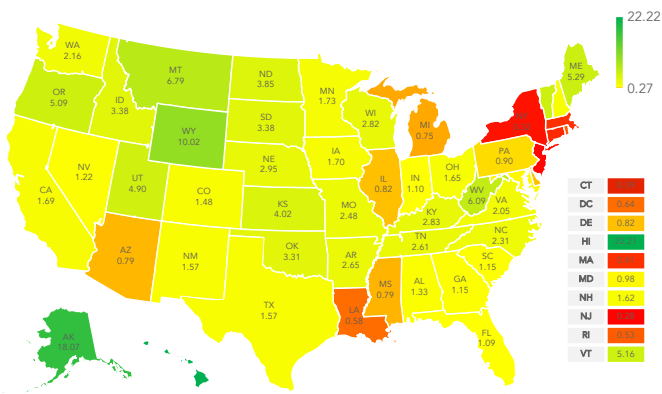 22.22
0.27
WA
2.16
MT
6.79
ND
3.85
MN
1.73
ME
5.29
OR
5.09
ID
3.38
WY
10.02
SD
3.38
WI
2.82
MI
0.75
NV
1.22
UT
4.90
CO
1.48
NE
2.95
IA
1.70
IL
0.82
IN
1.10
OH
1.65
PA
0.90
CA
1.69
KS
4.02
MO
2.48
KY
2.83
WV
6.09
VA
2.05
AZ
0.79
NM
1.57
OK
3.31
AR
2.65
TN
2.61
NC
2.31
SC
1.15
TX
1.57
LA
0.58
MS
0.79
AL
1.33
GA
1.15
FL
1.09
AK
18.07
CT
DC 0.64
DE 0.82
HI
MA
MD 0.98
NH 1.62
NJ
RI 0.53
VT 5.16